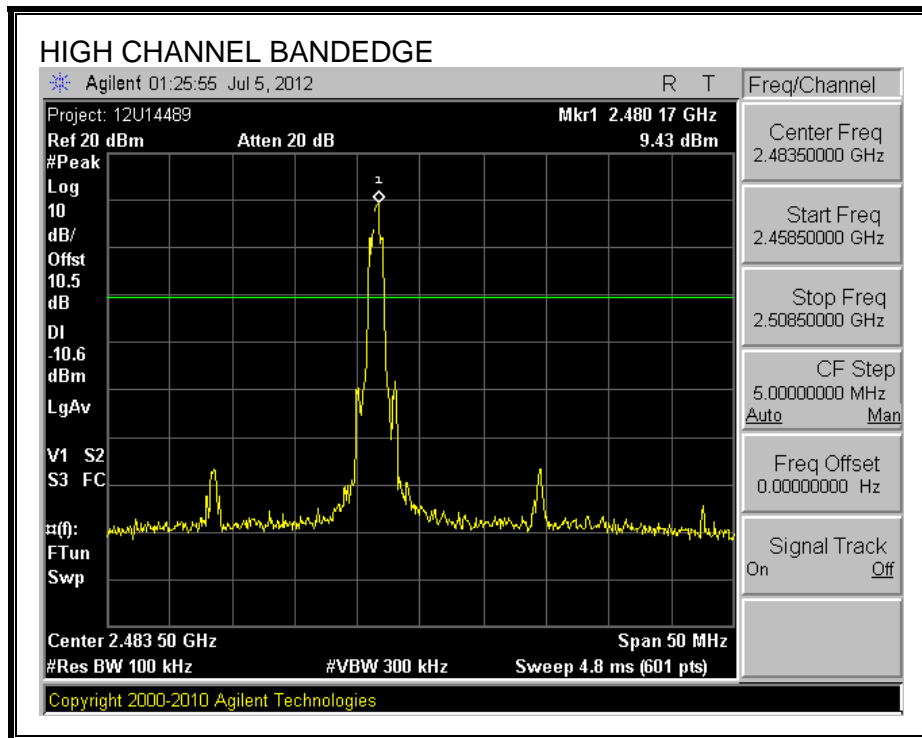 HIGH CHANNEL BANDEDGE
Agilent 01:25:55 Jul 5, 2012 R T
Project: 12U14489 Mkr1 2.480 17 GHz
Ref 20 dBm Atten 20 dB 9.43 dBm
#Peak
Log
10
dB/
Offst
10.5
dB
DI
-10.6
dBm
LgAv
V1 S2
S3 FC
¤(f):
FTun
Swp
1
Center 2.483 50 GHz Span 50 MHz
#Res BW 100 kHz #VBW 300 kHz Sweep 4.8 ms (601 pts)
Copyright 2000-2010 Agilent Technologies
Freq/Channel
Center Freq
2.48350000 GHz
Start Freq
2.45850000 GHz
Stop Freq
2.50850000 GHz
CF Step
5.00000000 MHz
Auto Man
Freq Offset
0.00000000 Hz
Signal Track
On Off